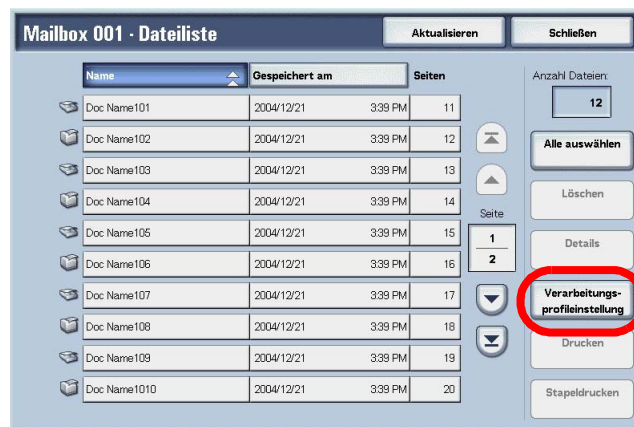 Mailbox 001 - Dateiliste
Aktualisieren
Schließen
Name
Gespeichert am
Seiten
Anzahl Dateien:
12
Doc Name101 2004/12/21 3:39 PM 11
Doc Name102 2004/12/21 3:39 PM 12
Doc Name103 2004/12/21 3:39 PM 13
Doc Name104 2004/12/21 3:39 PM 14
Doc Name105 2004/12/21 3:39 PM 15
Doc Name106 2004/12/21 3:39 PM 16
Doc Name107 2004/12/21 3:39 PM 17
Doc Name108 2004/12/21 3:39 PM 18
Doc Name109 2004/12/21 3:39 PM 19
Doc Name1010 2004/12/21 3:39 PM 20
Seite
1
2
Alle auswählen
Löschen
Details
Verarbeitungs-
profileinstellung
Drucken
Stapeldrucken